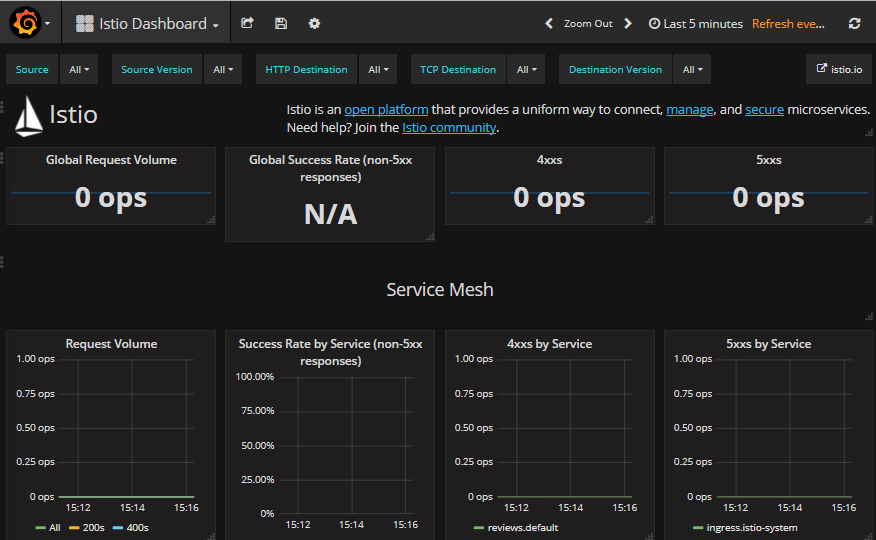 Istio Dashboard
Zoom Out
Last 5 minutes
Refresh eve...
Source
All
Source Version
All
HTTP Destination
All
TCP Destination
All
Destination Version
All
istio.io
Istio
Istio is an open platform that provides a uniform way to connect, manage, and secure microservices.
Need help? Join the Istio community.
Global Request Volume
0 ops
Global Success Rate (non-5xx
responses)
N/A
4xxs
0 ops
5xxs
0 ops
Service Mesh
Request Volume
1.00 ops
0.75 ops
0.50 ops
0.25 ops
0 ops
15:12 15:14 15:16
All 200s 400s
Success Rate by Service (non-5xx
responses)
100.00%
75.00%
50.00%
25.00%
0%
15:12 15:14 15:16
4xxs by Service
1.00 ops
0.75 ops
0.50 ops
0.25 ops
0 ops
15:12 15:14 15:16
reviews.default
5xxs by Service
1.00 ops
0.75 ops
0.50 ops
0.25 ops
0 ops
15:12 15:14 15:16
ingress.istio-system